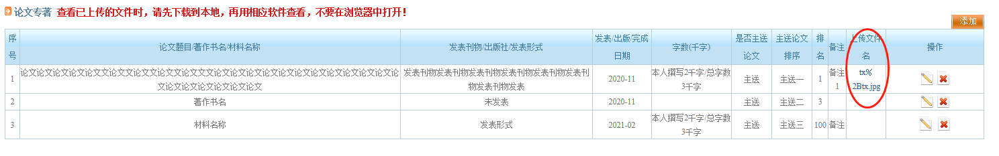 论文专著 查看已上传的文件时，请先下载到本地，再用相应软件查看，不要在浏览器中打开！
添加
序号 论文题目/著作书名/材料名称 发表刊物/出版社/发表形式 发表/出版/完成日期 字数(千字) 是否主送论文 主送论文排序 排名 备注 上传文件名 操作
1 论文论文论文论文论文论文文论文论文论文论文文论文论文论文论文论文论文论文论文论文论文论文论文论文论文论文论文论文论文论文 发表刊物发表刊物发表刊物发表刊物发表刊物发表刊物发表刊物发表 2020-11 本人撰写2千字/总字数3千字 主送 主送一 1 备注1 tx%2Btx.jpg
2 著作书名 未发表 2020-11 主送 主送二 3
3 材料名称 发表形式 2021-02 本人撰写2千字/总字数3千字 主送 主送三 100 备注